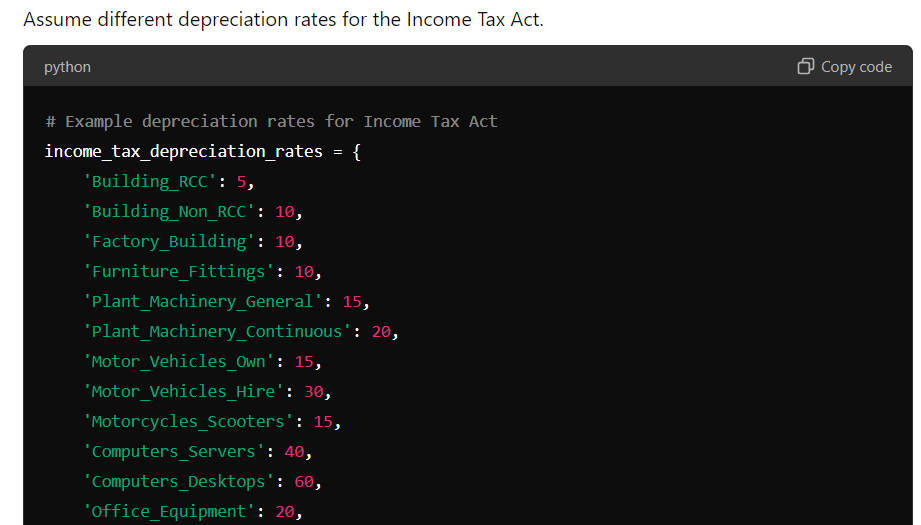 Assume different depreciation rates for the Income Tax Act.
python
Copy code
# Example depreciation rates for Income Tax Act
income_tax_depreciation_rates = {
    'Building_RCC': 5,
    'Building_Non_RCC': 10,
    'Factory_Building': 10,
    'Furniture_Fittings': 10,
    'Plant_Machinery_General': 15,
    'Plant_Machinery_Continuous': 20,
    'Motor_Vehicles_Own': 15,
    'Motor_Vehicles_Hire': 30,
    'Motorcycles_Scooters': 15,
    'Computers_Servers': 40,
    'Computers_Desktops': 60,
    'Office_Equipment': 20,